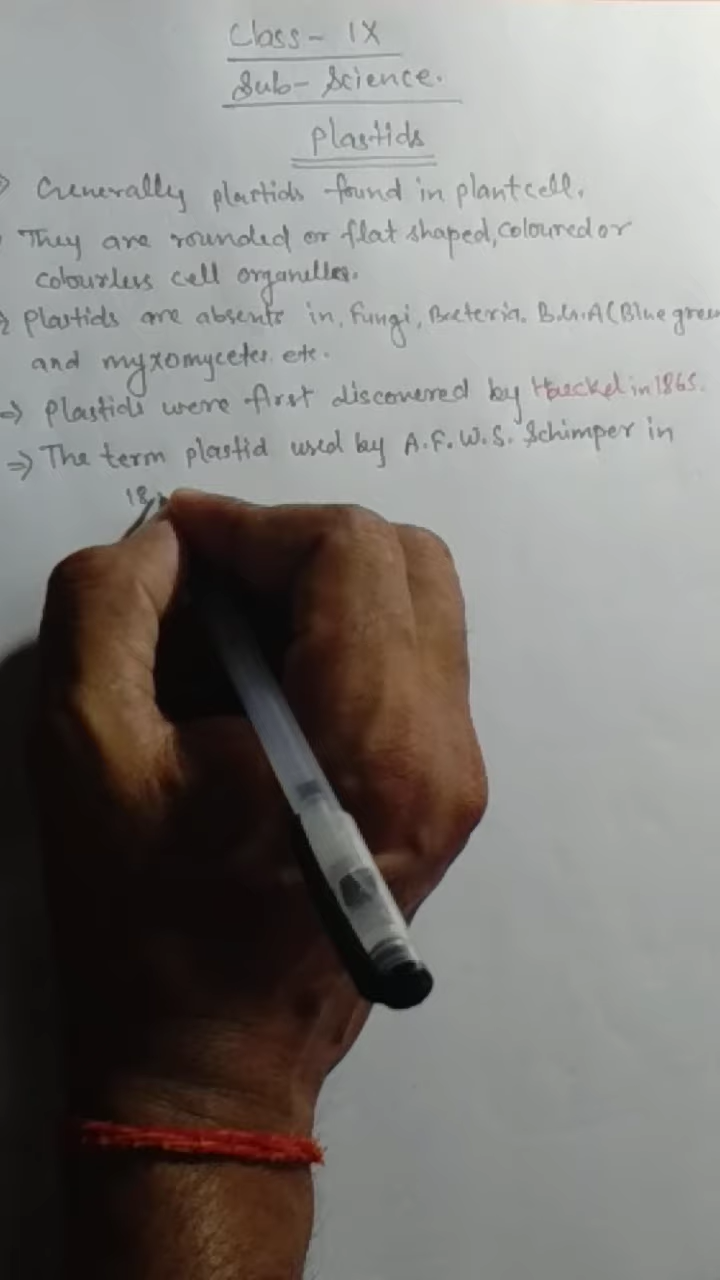 Class - IX
Sub - Science.
Plastids
Generally plastids found in plant cell.
They are rounded or flat shaped, coloured or
colourless cell organelles.
Plastids are absents in, Fungi, Bacteria. B.G.A (Blue green
and myxomycetes etc.
⇒ Plastids were first discovered by Haeckel in 1865.
⇒ The term plastid used by A.F.W.S. Schimper in
18